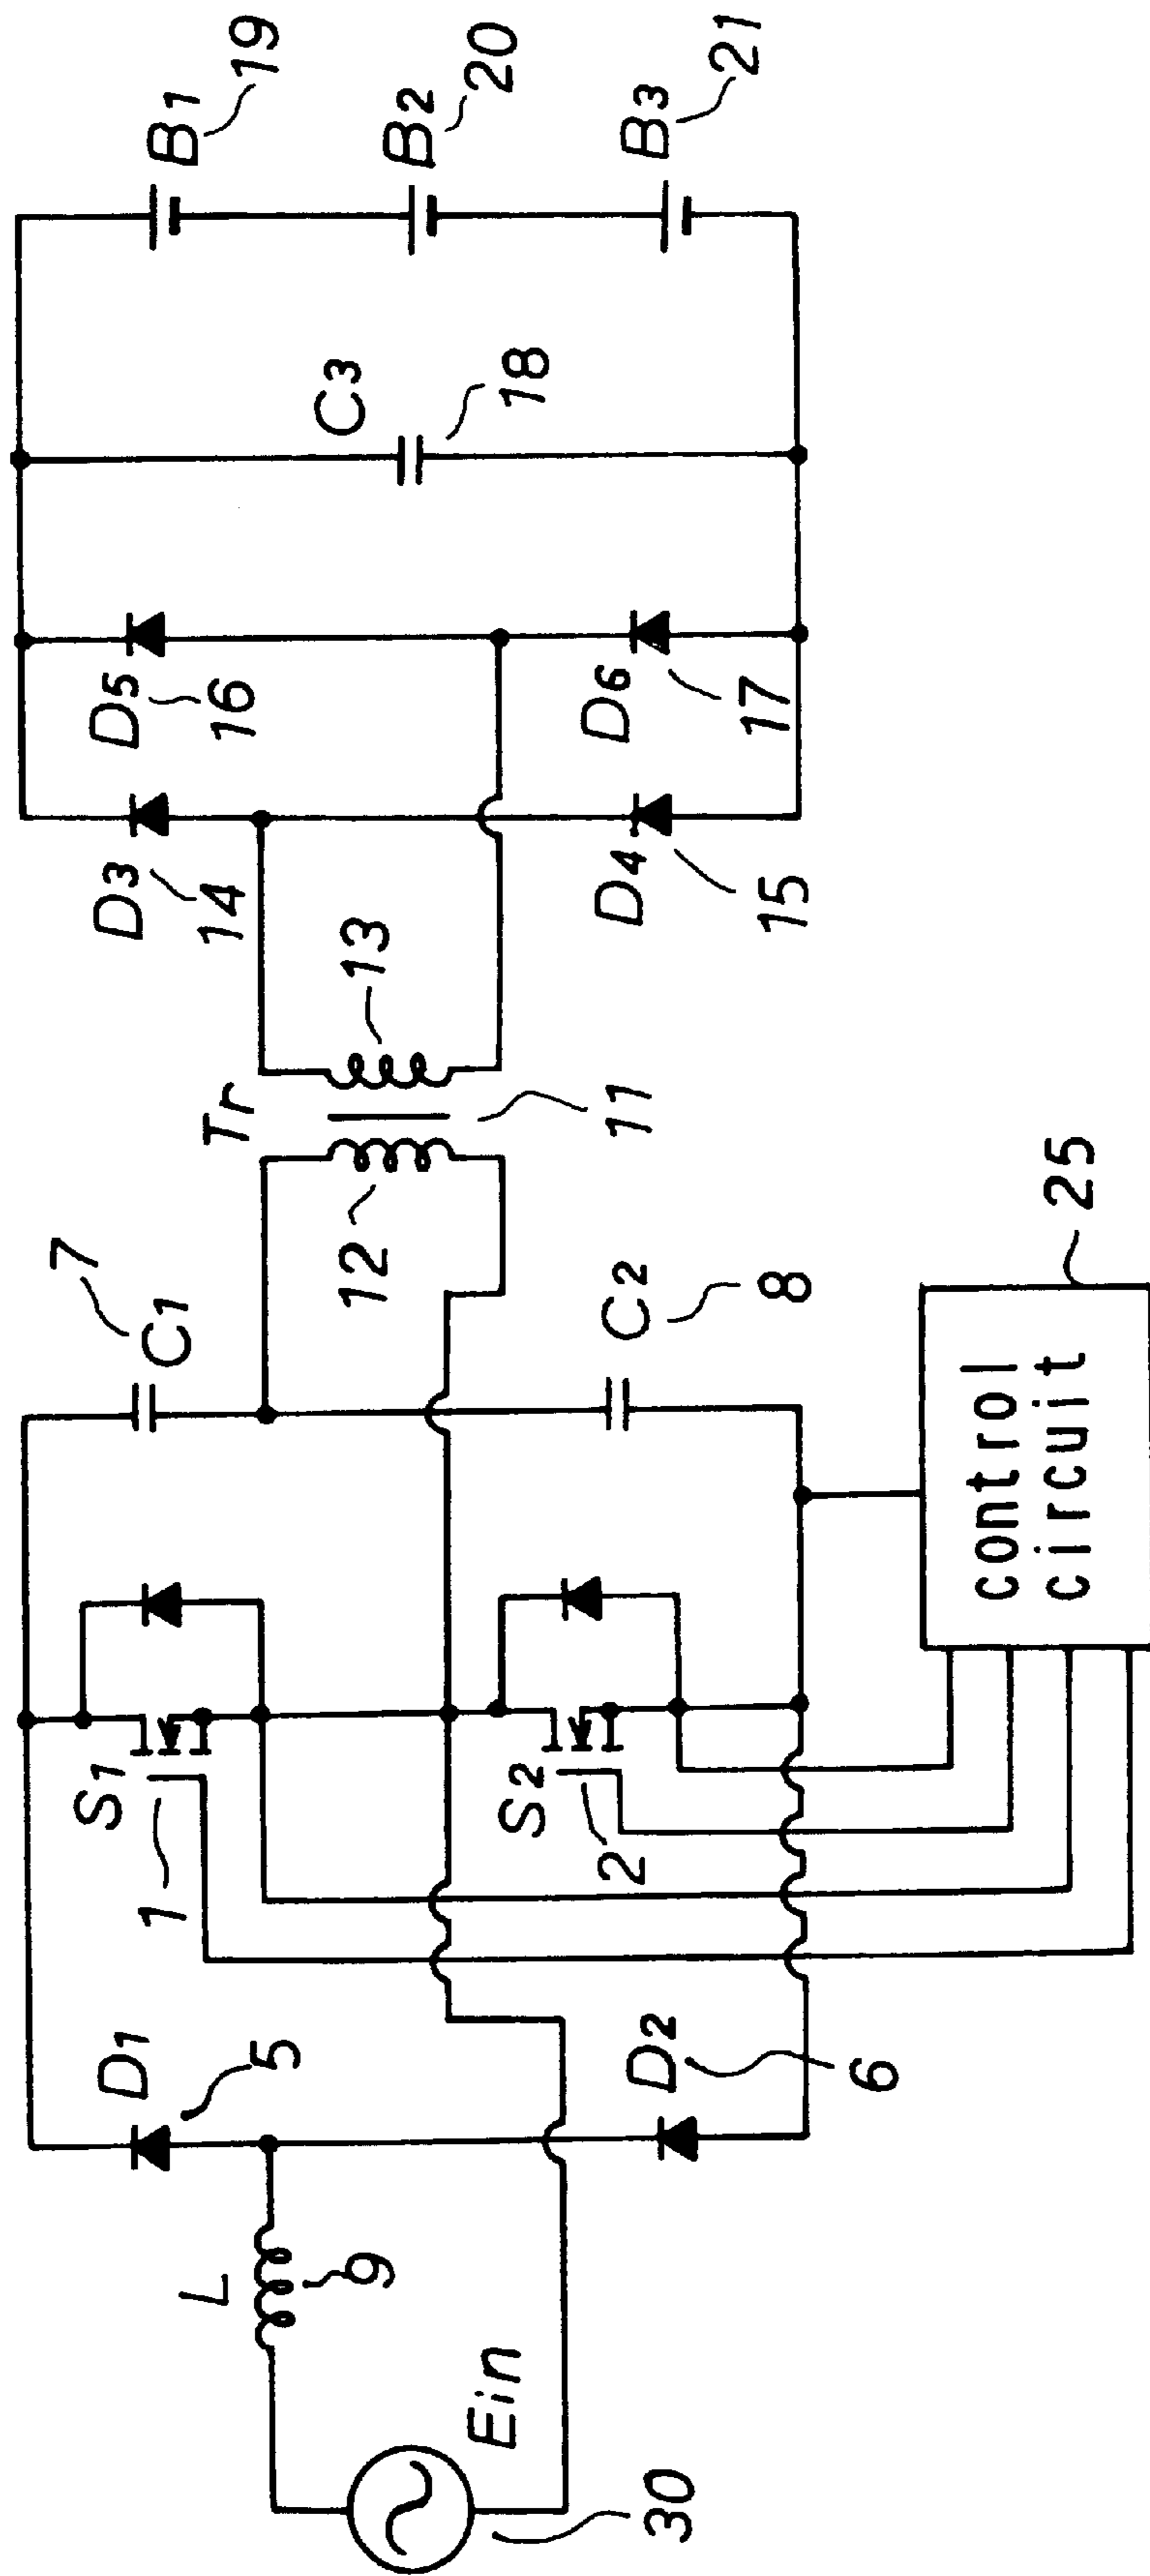 Ein
30
L
9
D1
5
D2
6
S1
1
S2
2
C1
7
C2
8
control
circuit
25
Tr
12
11
13
D3
14
D4
15
D5
16
D6
17
C3
18
B1
19
B2
20
B3
21